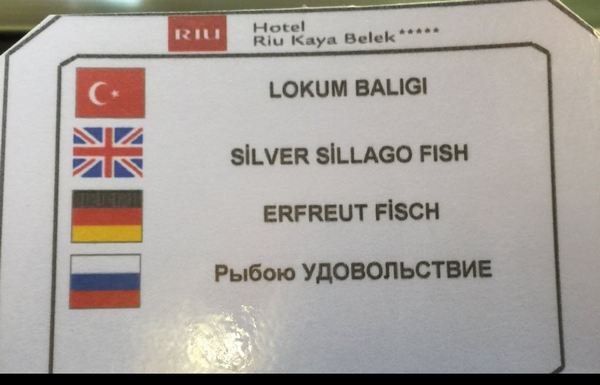 RIU
Hotel
Riu Kaya Belek*****
LOKUM BALIGI
SİLVER SİLLAGO FISH
ERFREUT FİSCH
Рыбою УДОВОЛЬСТВИЕ